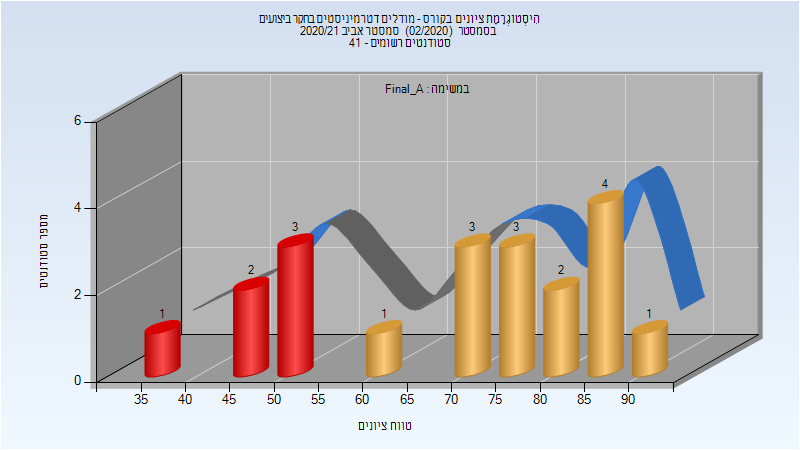 הִיסְטוֹגְרַמַּת ציונים בקורס - מודלים דטרמיניסטים בחקר ביצועים
בסמסטר (02/2020) סמסטר אביב 2020/21
סטודנטים רשומים - 41
במשימה : Final_A
מספר סטודנטים
6
4
2
0
1
2
3
1
3
3
2
4
1
35 40 45 50 55 60 65 70 75 80 85 90
טווח ציונים